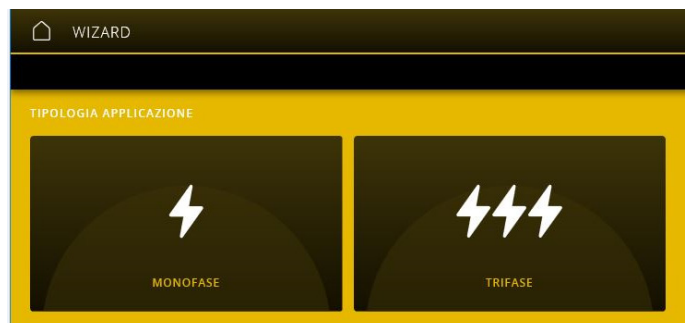 WIZARD
TIPOLOGIA APPLICAZIONE
MONOFASE
TRIFASE